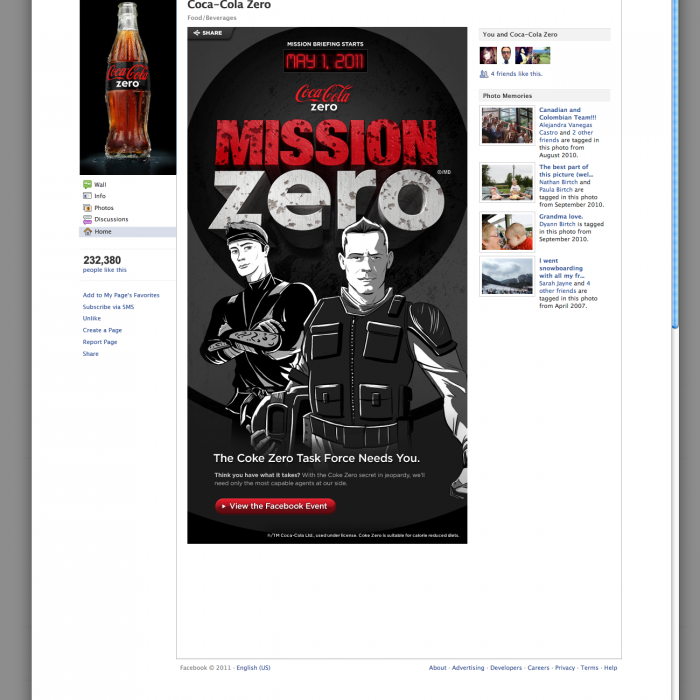 Coca-Cola Zero
Food/Beverages
Coca-Cola
zero
Wall
Info
Photos
Discussions
Home
232,380
people like this
Add to My Page's Favorites
Subscribe via SMS
Unlike
Create a Page
Report Page
Share
SHARE
MISSION BRIEFING STARTS
MAY 1, 2011
Coca-Cola
zero
MISSION
zero
©/MD
The Coke Zero Task Force Needs You.
Think you have what it takes? With the Coke Zero secret in jeopardy, we'll
need only the most capable agents at our side.
View the Facebook Event
®/TM Coca-Cola Ltd., used under license. Coke Zero is suitable for calorie reduced diets.
You and Coca-Cola Zero
4 friends like this.
Photo Memories
Canadian and
Colombian Team!!!
Alejandra Vanegas
Castro and 2 other
friends are tagged in
this photo from
August 2010.
The best part of
this picture (wel...
Nathan Birtch and
Paula Birtch are
tagged in this photo
from September 2010.
Grandma love.
Dyann Birtch is tagged
in this photo from
September 2010.
I went
snowboarding
with all my fr...
Sarah Jayne and 4
other friends are
tagged in this photo
from April 2007.
Facebook © 2011 · English (US)
About · Advertising · Developers · Careers · Privacy · Terms · Help